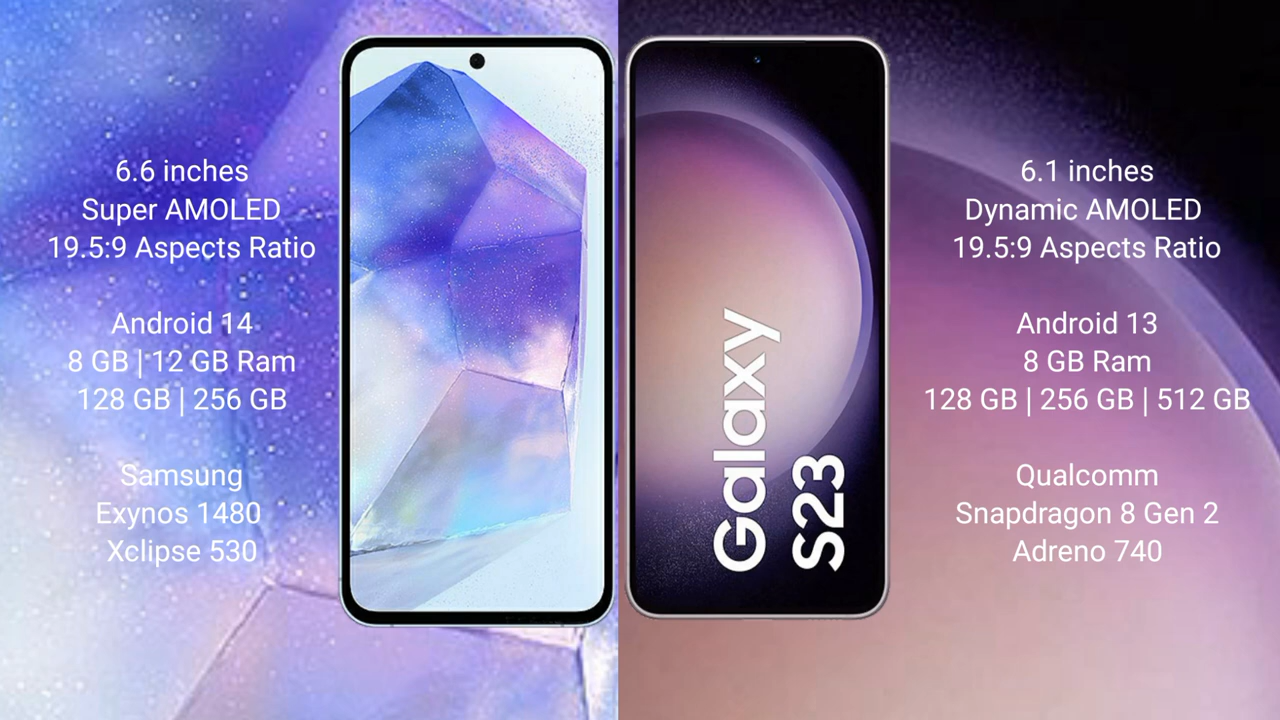 6.6 inches
Super AMOLED
19.5:9 Aspects Ratio
Android 14
8 GB | 12 GB Ram
128 GB | 256 GB
Samsung
Exynos 1480
Xclipse 530
Galaxy
S23
6.1 inches
Dynamic AMOLED
19.5:9 Aspects Ratio
Android 13
8 GB Ram
128 GB | 256 GB | 512 GB
Qualcomm
Snapdragon 8 Gen 2
Adreno 740